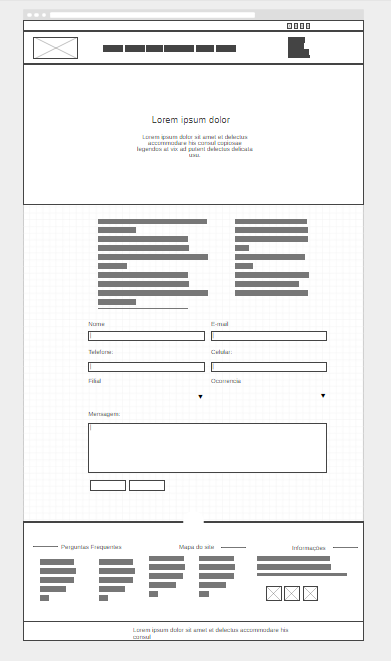 Lorem ipsum dolor
Lorem ipsum dolor sit amet ei delectus
accommodare his consul copiosae
legendos at vix ad putent delectus delicata
usu.
Nome
E-mail
Telefone:
Celular:
Filial
Ocorrencia
Mensagem:
Perguntas Frequentes
Mapa do site
Informações
Lorem ipsum dolor sit amet ei delectus accommodare his
consul